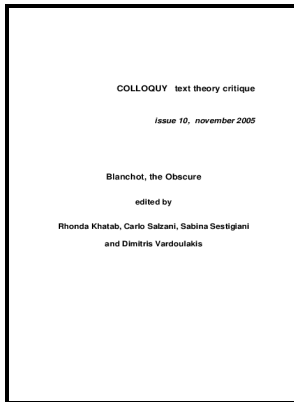 COLLOQUY text theory critique
issue 10, november 2005
Blanchot, the Obscure
edited by
Rhonda Khatab, Carlo Salzani, Sabina Sestigiani
and Dimitris Vardoulakis